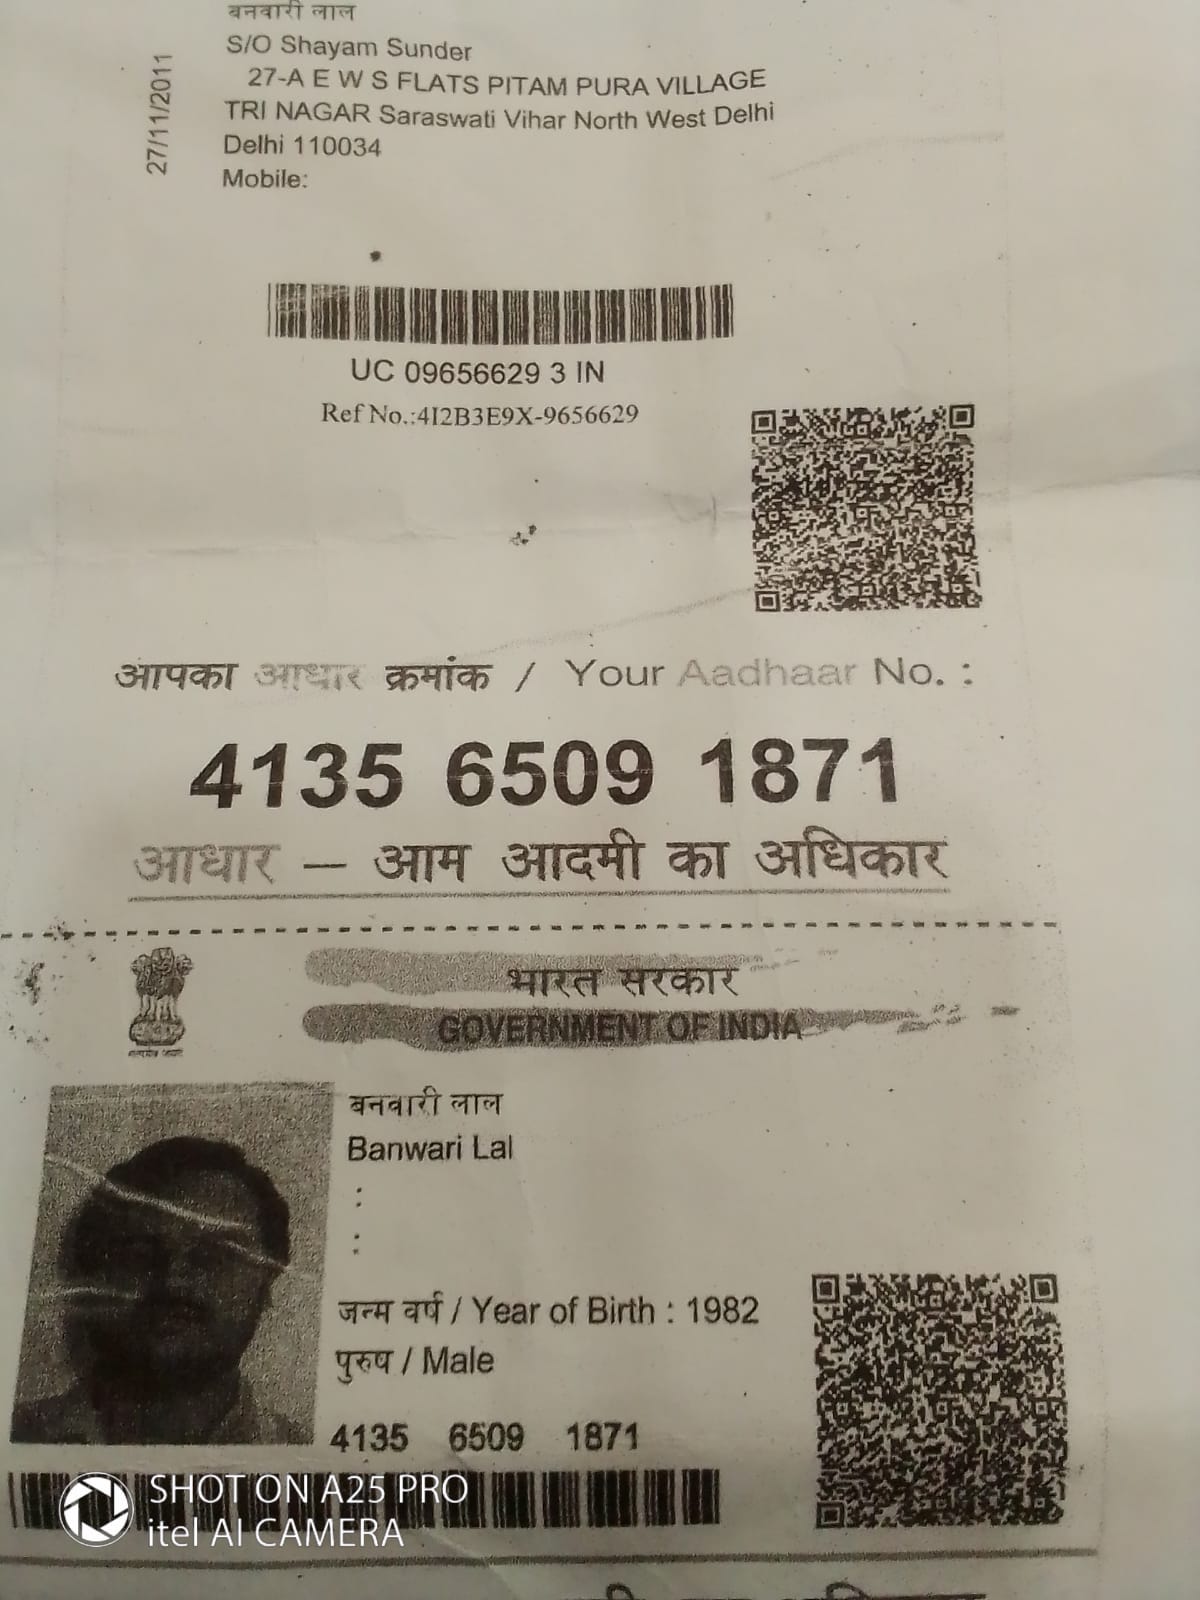 बनवारी लाल
S/O Shayam Sunder
27-A E W S FLATS PITAM PURA VILLAGE
TRI NAGAR Saraswati Vihar North West Delhi
Delhi 110034
Mobile:
27/11/2011
UC 09656629 3 IN
Ref No.:4I2B3E9X-9656629
आपका आधार क्रमांक / Your Aadhaar No. :
4135 6509 1871
आधार – आम आदमी का अधिकार
भारत सरकार
GOVERNMENT OF INDIA
बनवारी लाल
Banwari Lal
:
:
जन्म वर्ष / Year of Birth : 1982
पुरुष / Male
4135 6509 1871
SHOT ON A25 PRO
itel AI CAMERA